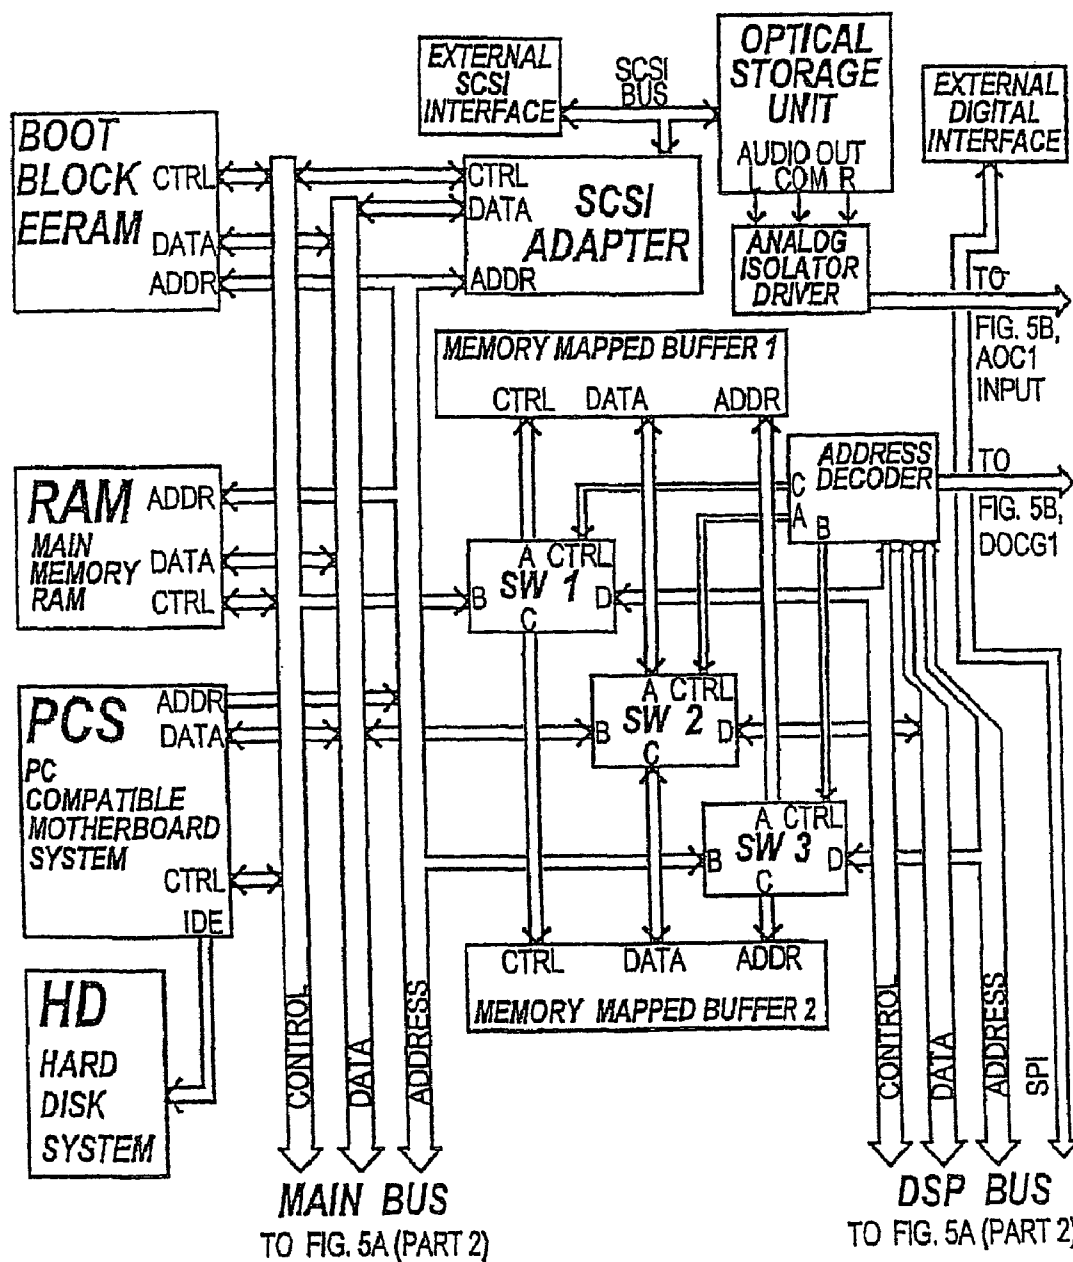 EXTERNAL
SCSI
INTERFACE
SCSI
BUS
OPTICAL
STORAGE
UNIT
AUDIO OUT
L COM R
EXTERNAL
DIGITAL
INTERFACE
BOOT
BLOCK
EERAM
CTRL
DATA
ADDR
CTRL
DATA
ADDR
SCSI
ADAPTER
ANALOG
ISOLATOR
DRIVER
TO
FIG. 5B,
AOC1
INPUT
MEMORY MAPPED BUFFER 1
CTRL DATA ADDR
ADDRESS
DECODER
C
A
B
TO
FIG. 5B,
DOCG1
RAM
MAIN
MEMORY
RAM
ADDR
DATA
CTRL
A CTRL
B SW 1 D
C
PCS
PC
COMPATIBLE
MOTHERBOARD
SYSTEM
ADDR
DATA
CTRL
IDE
A CTRL
B SW 2 D
C
A CTRL
B SW 3 D
C
HD
HARD
DISK
SYSTEM
CTRL DATA ADDR
MEMORY MAPPED BUFFER 2
CONTROL
DATA
ADDRESS
CONTROL
DATA
ADDRESS
SPI
MAIN BUS
TO FIG. 5A (PART 2)
DSP BUS
TO FIG. 5A (PART 2)